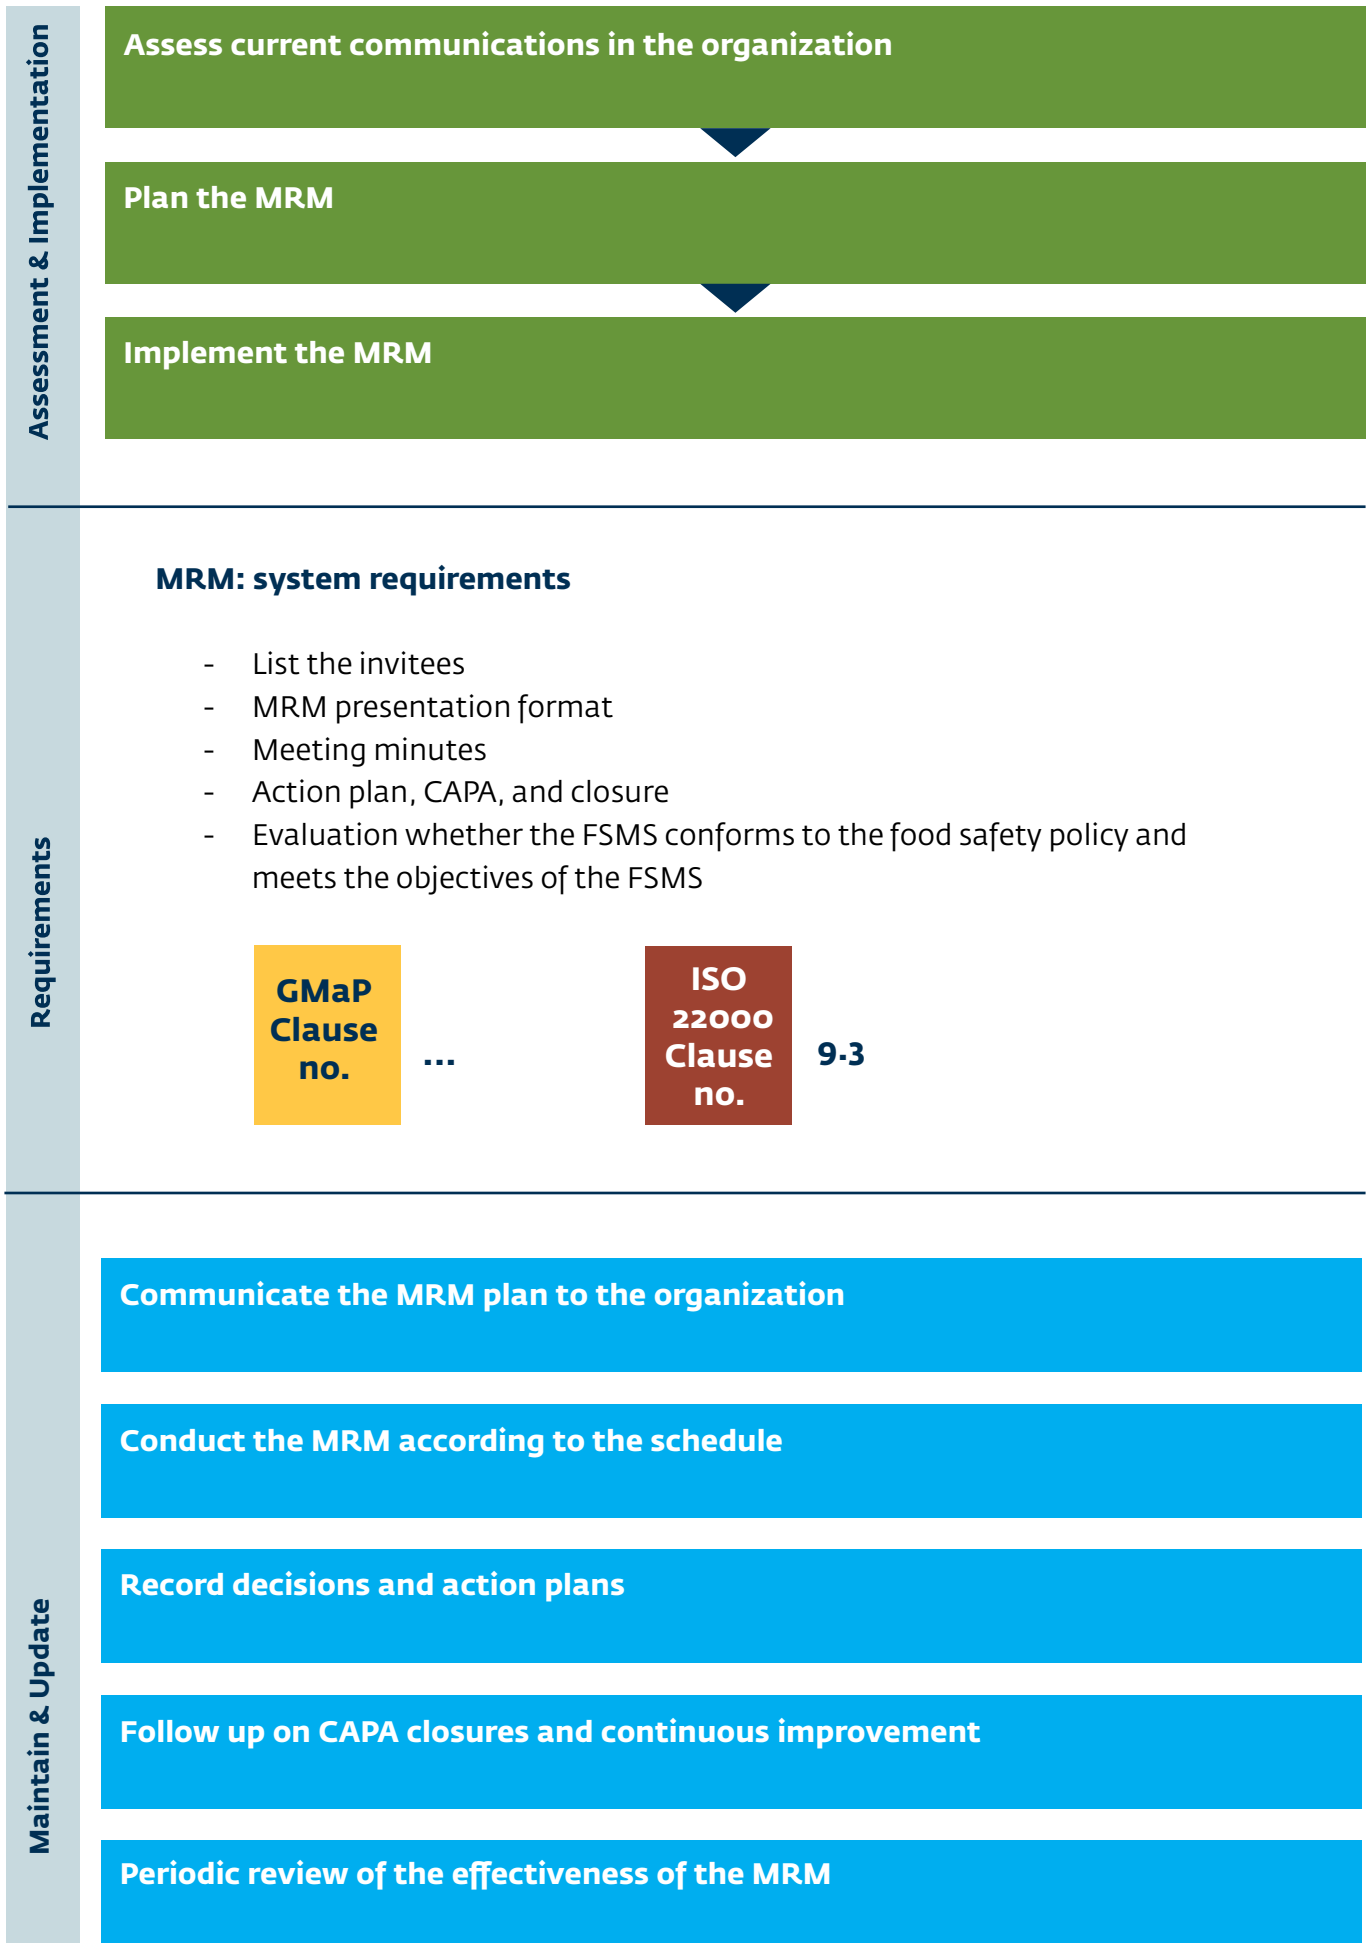 Assessment & Implementation
Assess current communications in the organization
Plan the MRM
Implement the MRM
Requirements
MRM: system requirements
- List the invitees
- MRM presentation format
- Meeting minutes
- Action plan, CAPA, and closure
- Evaluation whether the FSMS conforms to the food safety policy and
meets the objectives of the FSMS
GMaP
Clause
no.
...
ISO
22000
Clause
no.
9.3
Maintain & Update
Communicate the MRM plan to the organization
Conduct the MRM according to the schedule
Record decisions and action plans
Follow up on CAPA closures and continuous improvement
Periodic review of the effectiveness of the MRM